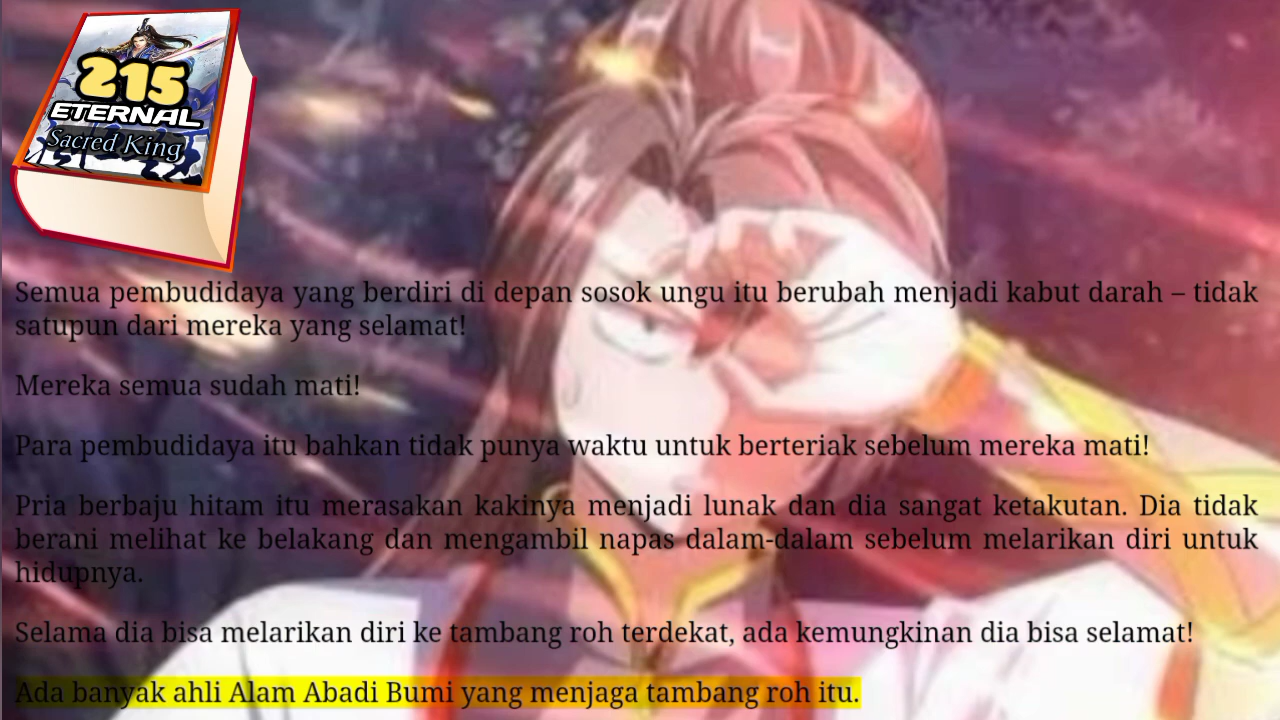 215
ETERNAL
Sacred King
Semua pembudidaya yang berdiri di depan sosok ungu itu berubah menjadi kabut darah – tidak
satupun dari mereka yang selamat!
Mereka semua sudah mati!
Para pembudidaya itu bahkan tidak punya waktu untuk berteriak sebelum mereka mati!
Pria berbaju hitam itu merasakan kakinya menjadi lunak dan dia sangat ketakutan. Dia tidak
berani melihat ke belakang dan mengambil napas dalam-dalam sebelum melarikan diri untuk
hidupnya.
Selama dia bisa melarikan diri ke tambang roh terdekat, ada kemungkinan dia bisa selamat!
Ada banyak ahli Alam Abadi Bumi yang menjaga tambang roh itu.